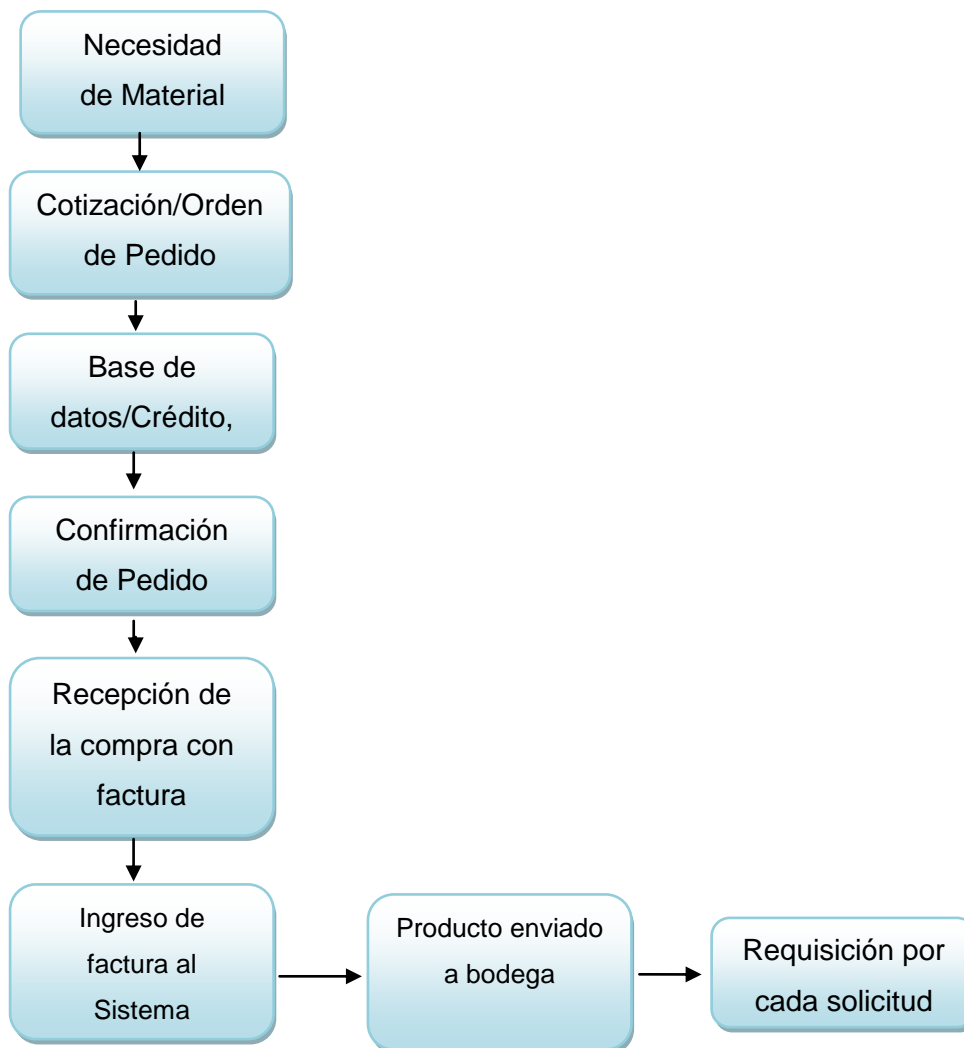 Necesidad
de Material
Cotización/Orden
de Pedido
Base de
datos/Crédito,
Confirmación
de Pedido
Recepción de
la compra con
factura
Ingreso de
factura al
Sistema
Producto enviado
a bodega
Requisición por
cada solicitud